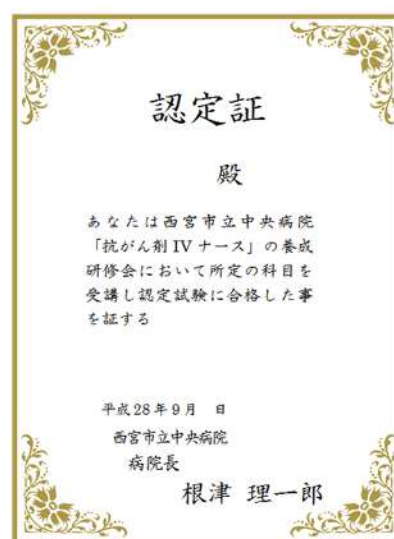 認定証
殿
あなたは西宮市立中央病院
「抗がん剤 IV ナース」の養成
研修会において所定の科目を
受講し認定試験に合格した事
を証する
平成28年9月　日
西宮市立中央病院
病院長
根津 理一郎